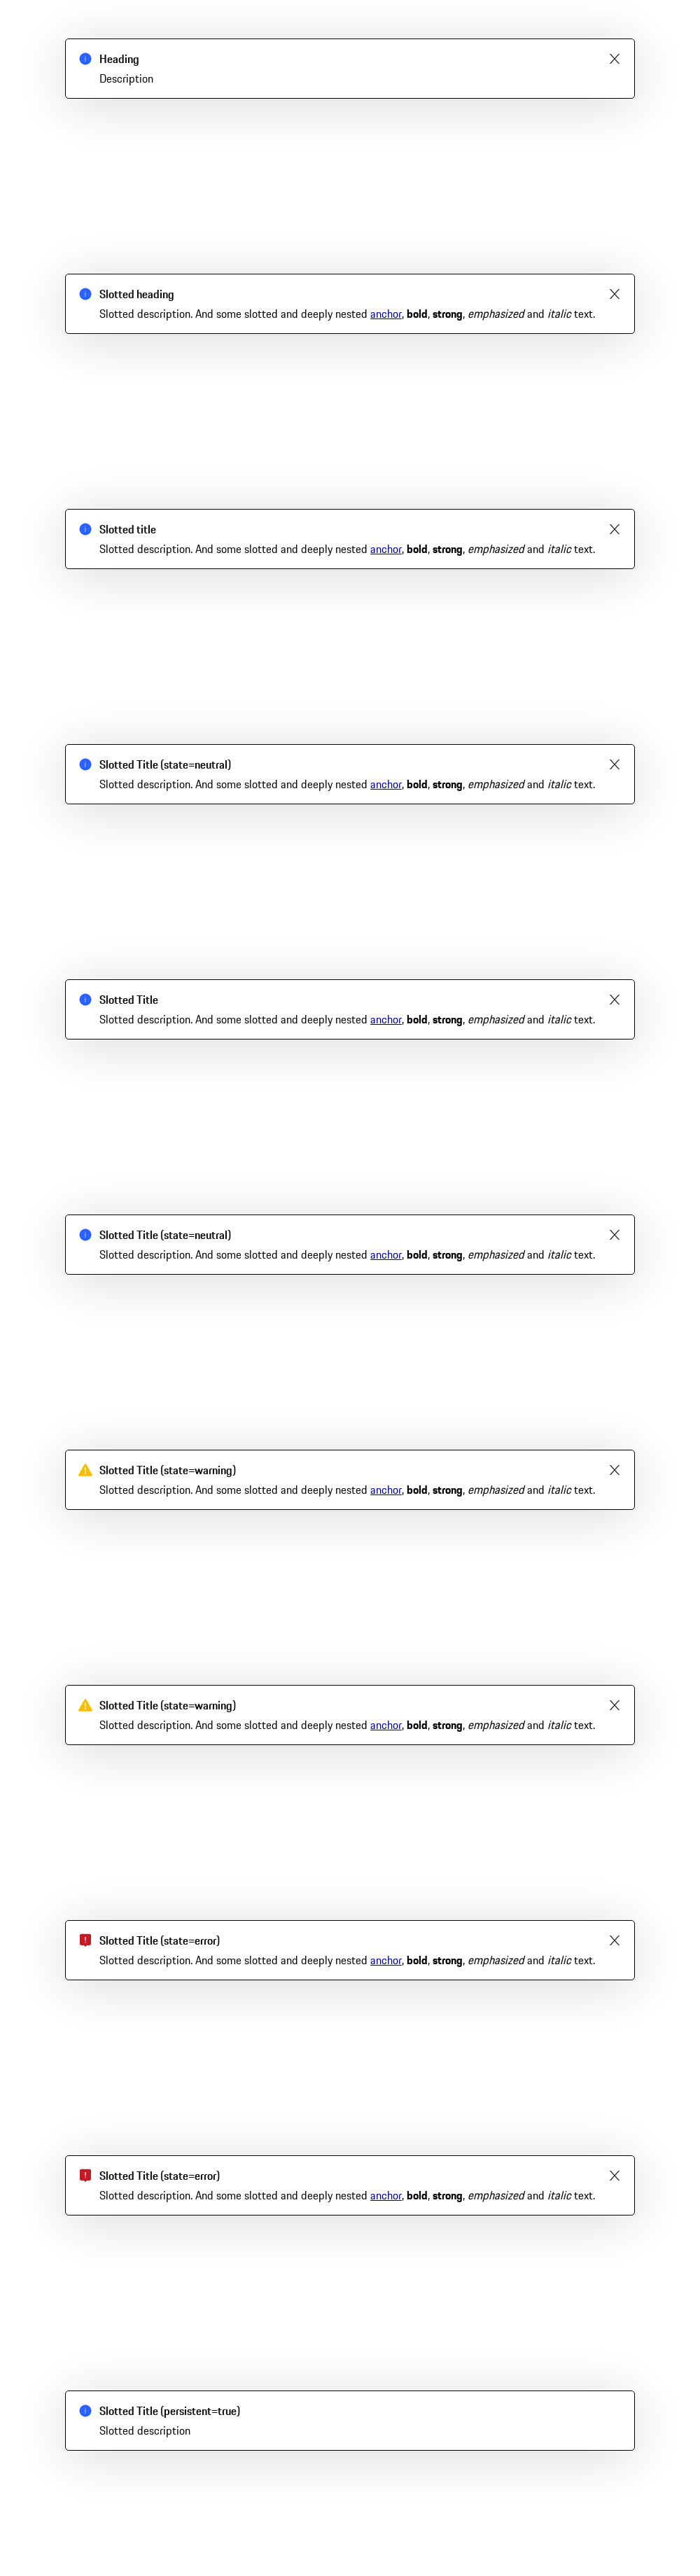 Heading
Description
Slotted heading
Slotted description. And some slotted and deeply nested anchor, bold, strong, emphasized and italic text.
Slotted title
Slotted description. And some slotted and deeply nested anchor, bold, strong, emphasized and italic text.
Slotted Title (state=neutral)
Slotted description. And some slotted and deeply nested anchor, bold, strong, emphasized and italic text.
Slotted Title
Slotted description. And some slotted and deeply nested anchor, bold, strong, emphasized and italic text.
Slotted Title (state=neutral)
Slotted description. And some slotted and deeply nested anchor, bold, strong, emphasized and italic text.
Slotted Title (state=warning)
Slotted description. And some slotted and deeply nested anchor, bold, strong, emphasized and italic text.
Slotted Title (state=warning)
Slotted description. And some slotted and deeply nested anchor, bold, strong, emphasized and italic text.
Slotted Title (state=error)
Slotted description. And some slotted and deeply nested anchor, bold, strong, emphasized and italic text.
Slotted Title (state=error)
Slotted description. And some slotted and deeply nested anchor, bold, strong, emphasized and italic text.
Slotted Title (persistent=true)
Slotted description